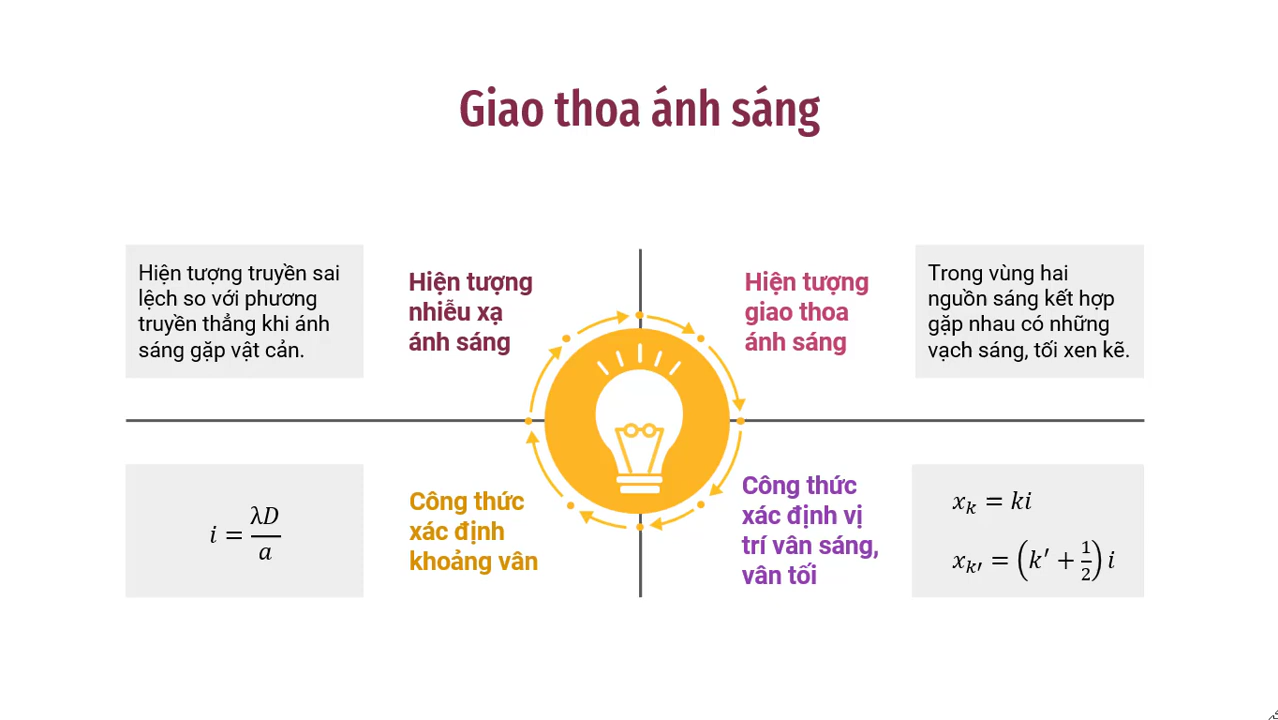 Giao thoa ánh sáng
Hiện tượng truyền sai
lệch so với phương
truyền thẳng khi ánh
sáng gặp vật cản.
Hiện tượng
nhiễu xạ
ánh sáng
Hiện tượng
giao thoa
ánh sáng
Trong vùng hai
nguồn sáng kết hợp
gặp nhau có những
vạch sáng, tối xen kẽ.
i = λD/a
Công thức
xác định
khoảng vân
Công thức
xác định vị
trí vân sáng,
vân tối
x_k = ki
x_k′ = (k′ + 1/2) i